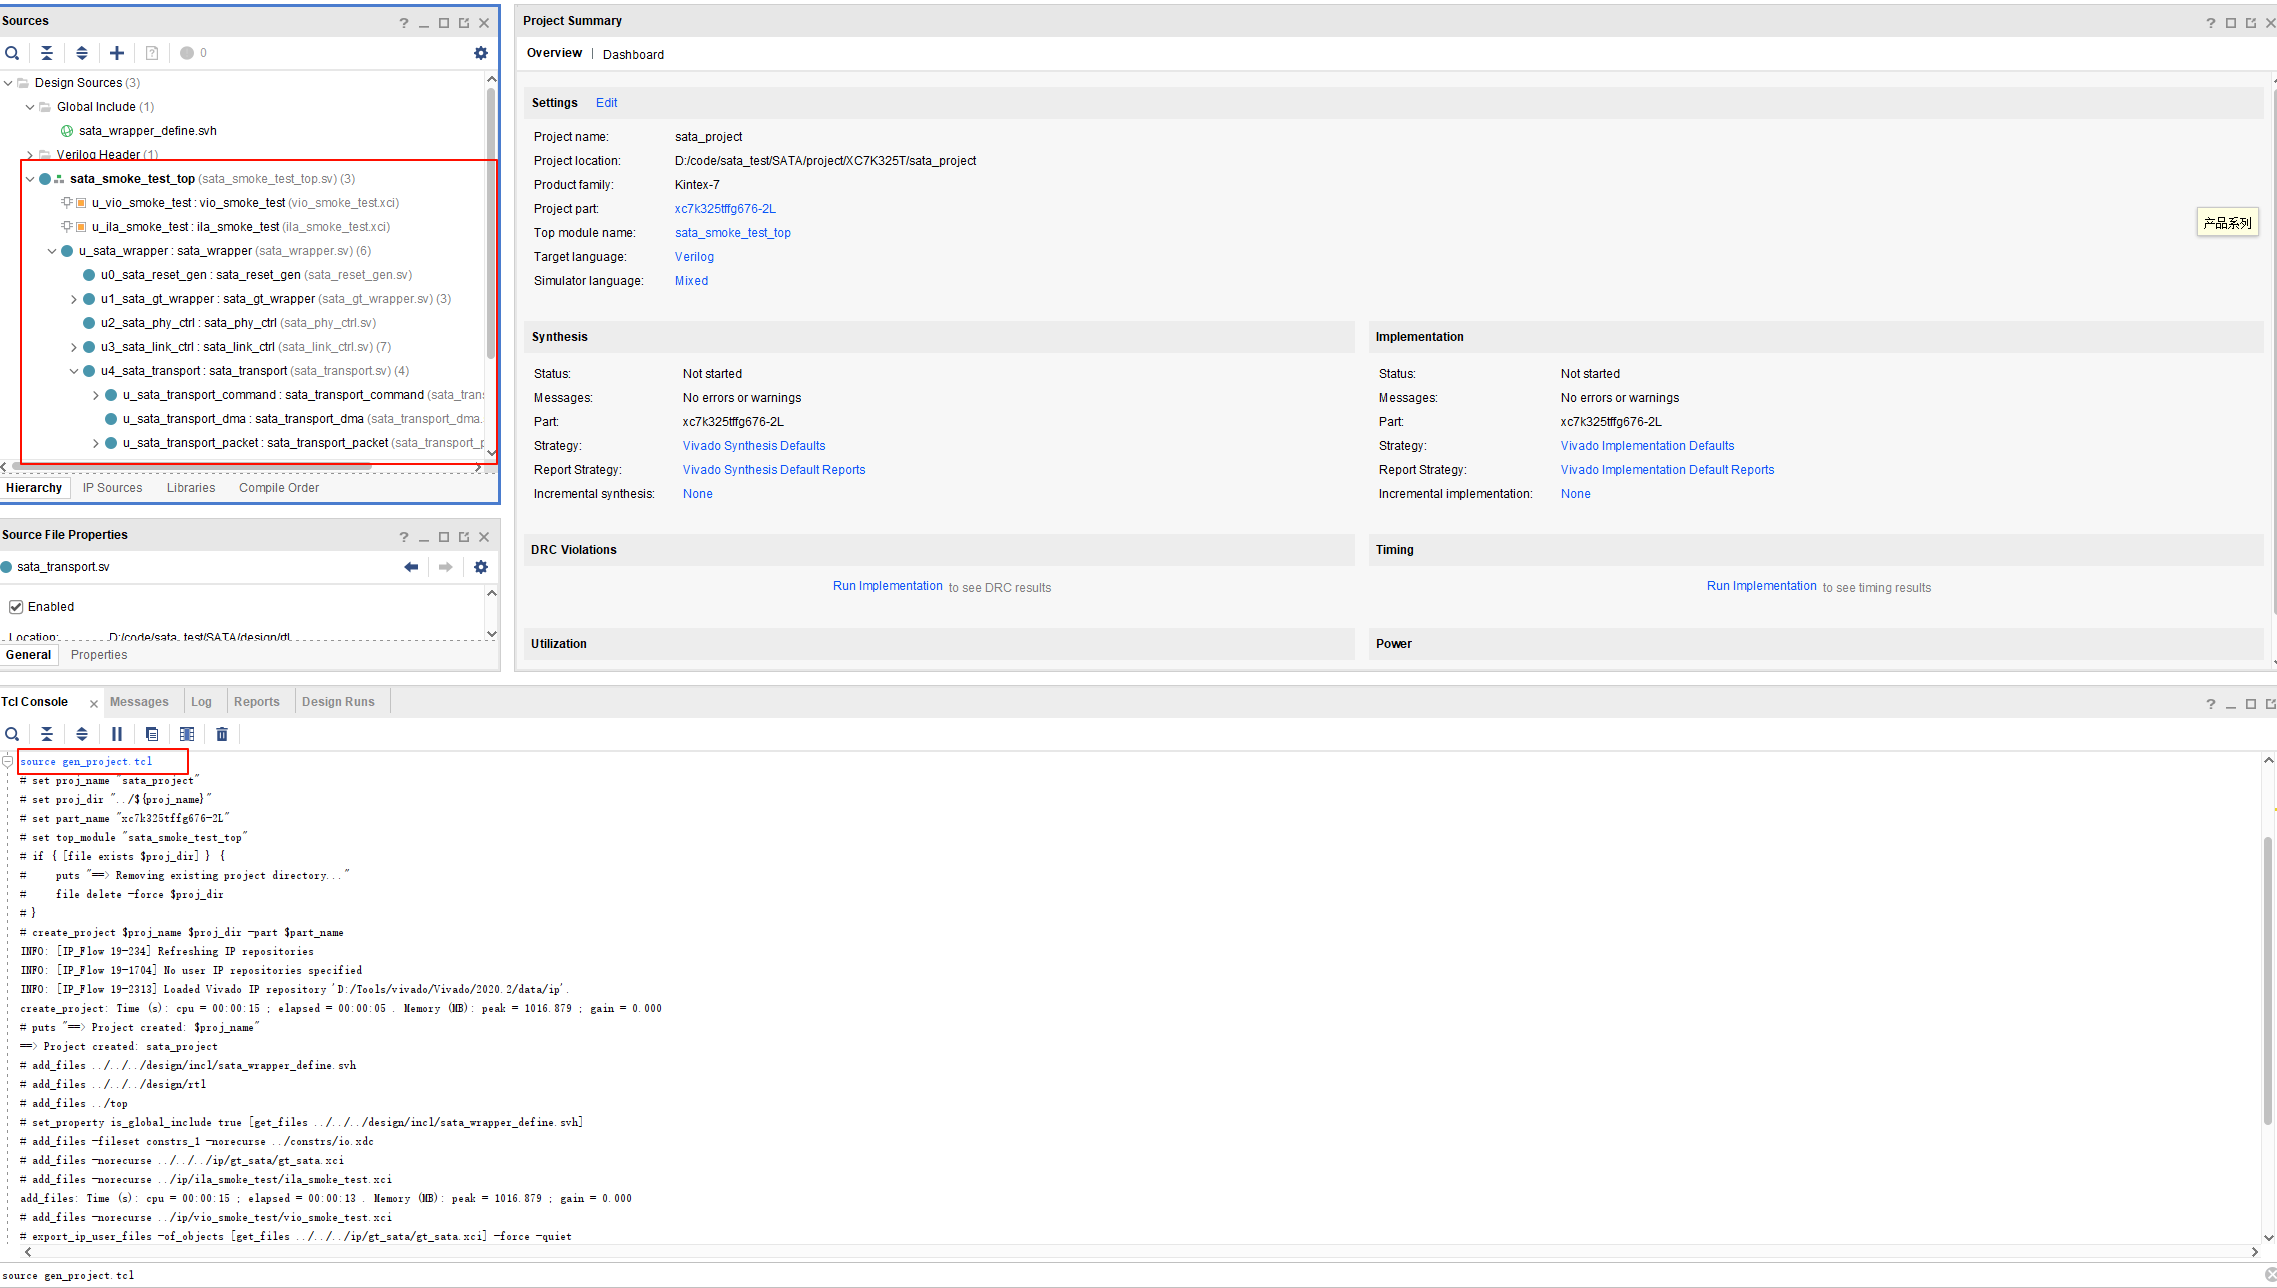 Sources
0
Design Sources (3)
Global Include (1)
sata_wrapper_define.svh
Verilog Header (1)
sata_smoke_test_top (sata_smoke_test_top.sv) (3)
u_vio_smoke_test : vio_smoke_test (vio_smoke_test.xci)
u_ila_smoke_test : ila_smoke_test (ila_smoke_test.xci)
u_sata_wrapper : sata_wrapper (sata_wrapper.sv) (6)
u0_sata_reset_gen : sata_reset_gen (sata_reset_gen.sv)
u1_sata_gt_wrapper : sata_gt_wrapper (sata_gt_wrapper.sv) (3)
u2_sata_phy_ctrl : sata_phy_ctrl (sata_phy_ctrl.sv)
u3_sata_link_ctrl : sata_link_ctrl (sata_link_ctrl.sv) (7)
u4_sata_transport : sata_transport (sata_transport.sv) (4)
u_sata_transport_command : sata_transport_command (sata_trans
u_sata_transport_dma : sata_transport_dma (sata_transport_dma.
u_sata_transport_packet : sata_transport_packet (sata_transport_p
Hierarchy IP Sources Libraries Compile Order
Source File Properties
sata_transport.sv
Enabled
Location: D:/code/sata_test/SATA/design/rtl
General Properties
Project Summary
Overview | Dashboard
Settings Edit
Project name: sata_project
Project location: D:/code/sata_test/SATA/project/XC7K325T/sata_project
Product family: Kintex-7
Project part: xc7k325tffg676-2L
Top module name: sata_smoke_test_top
Target language: Verilog
Simulator language: Mixed
产品系列
Synthesis
Status: Not started
Messages: No errors or warnings
Part: xc7k325tffg676-2L
Strategy: Vivado Synthesis Defaults
Report Strategy: Vivado Synthesis Default Reports
Incremental synthesis: None
Implementation
Status: Not started
Messages: No errors or warnings
Part: xc7k325tffg676-2L
Strategy: Vivado Implementation Defaults
Report Strategy: Vivado Implementation Default Reports
Incremental implementation: None
DRC Violations
Run Implementation to see DRC results
Timing
Run Implementation to see timing results
Utilization
Power
Tcl Console Messages Log Reports Design Runs
source gen_project.tcl
# set proj_name "sata_project"
# set proj_dir "../${proj_name}"
# set part_name "xc7k325tffg676-2L"
# set top_module "sata_smoke_test_top"
# if { [file exists $proj_dir] } {
#     puts "==> Removing existing project directory..."
#     file delete -force $proj_dir
# }
# create_project $proj_name $proj_dir -part $part_name
INFO: [IP_Flow 19-234] Refreshing IP repositories
INFO: [IP_Flow 19-1704] No user IP repositories specified
INFO: [IP_Flow 19-2313] Loaded Vivado IP repository 'D:/Tools/vivado/Vivado/2020.2/data/ip'.
create_project: Time (s): cpu = 00:00:15 ; elapsed = 00:00:05 . Memory (MB): peak = 1016.879 ; gain = 0.000
# puts "==> Project created: $proj_name"
==> Project created: sata_project
# add_files ../../../design/incl/sata_wrapper_define.svh
# add_files ../../../design/rtl
# add_files ../top
# set_property is_global_include true [get_files ../../../design/incl/sata_wrapper_define.svh]
# add_files -fileset constrs_1 -norecurse ../constrs/io.xdc
# add_files -norecurse ../../../ip/gt_sata/gt_sata.xci
# add_files -norecurse ../ip/ila_smoke_test/ila_smoke_test.xci
add_files: Time (s): cpu = 00:00:15 ; elapsed = 00:00:13 . Memory (MB): peak = 1016.879 ; gain = 0.000
# add_files -norecurse ../ip/vio_smoke_test/vio_smoke_test.xci
# export_ip_user_files -of_objects [get_files ../../../ip/gt_sata/gt_sata.xci] -force -quiet
source gen_project.tcl